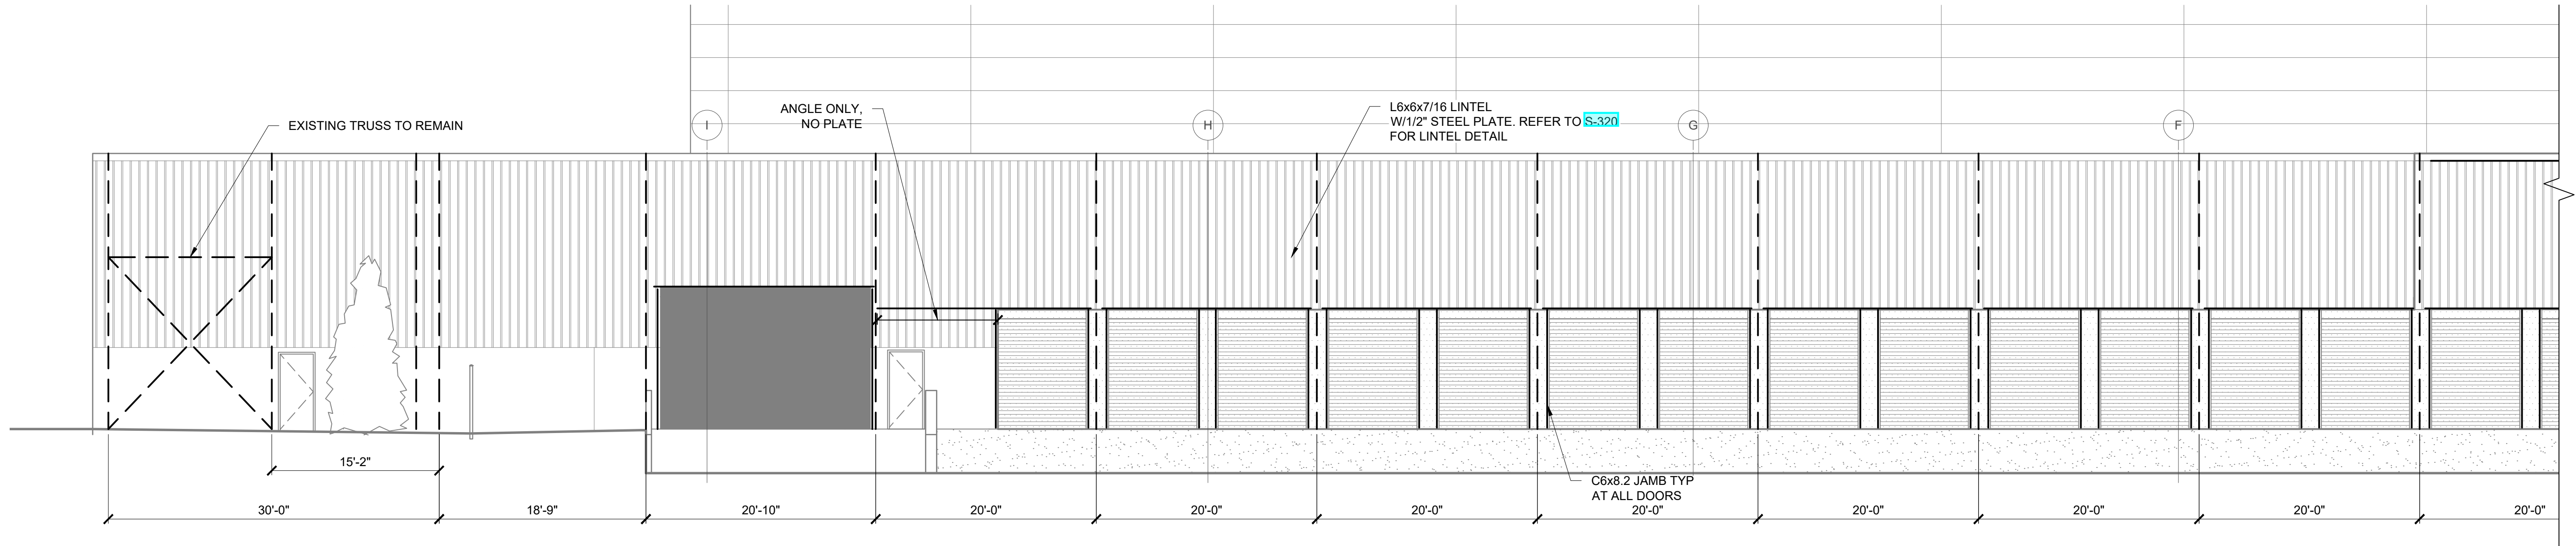 EXISTING TRUSS TO REMAIN
ANGLE ONLY,
NO PLATE
L6x6x7/16 LINTEL
W/1/2" STEEL PLATE. REFER TO S-320
FOR LINTEL DETAIL
I
H
G
F
15'-2"
C6x8.2 JAMB TYP
AT ALL DOORS
30'-0"
18'-9"
20'-10"
20'-0"
20'-0"
20'-0"
20'-0"
20'-0"
20'-0"
20'-0"
20'-0"